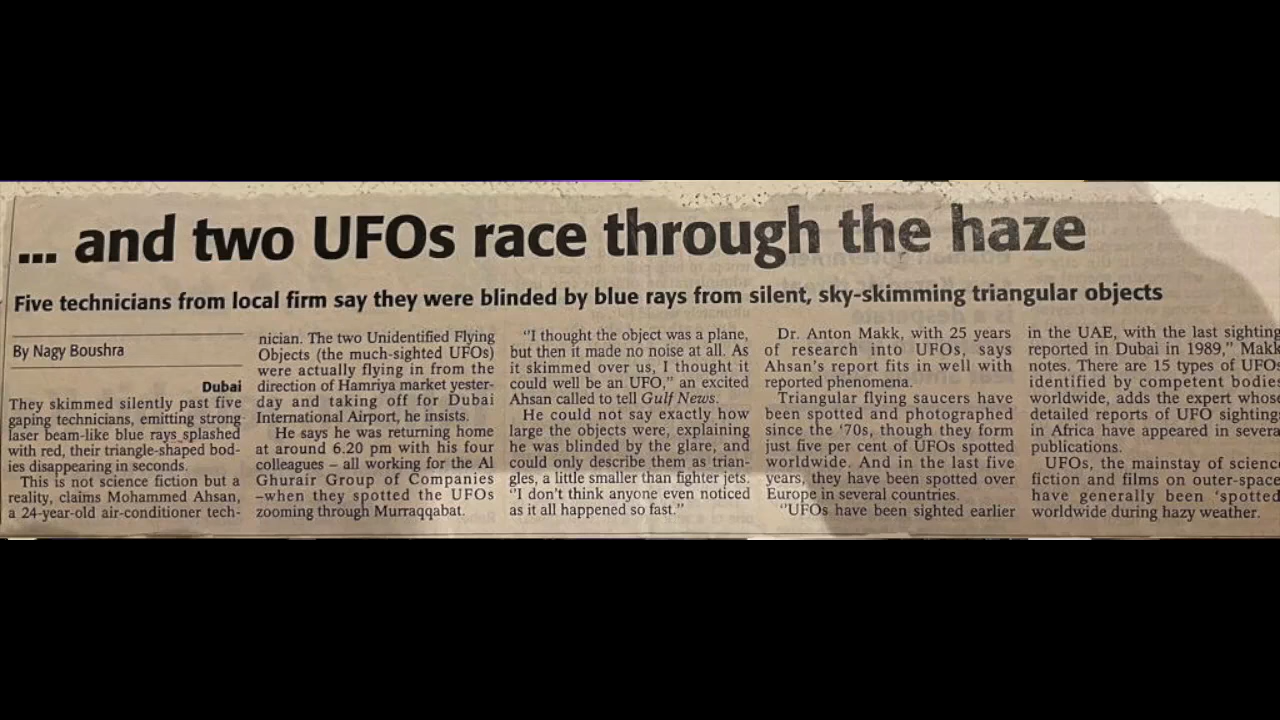 ... and two UFOs race through the haze
Five technicians from local firm say they were blinded by blue rays from silent, sky-skimming triangular objects
By Nagy Boushra
Dubai
They skimmed silently past five
gaping technicians, emitting strong
laser beam-like blue rays splashed
with red, their triangle-shaped bod-
ies disappearing in seconds.
This is not science fiction but a
reality, claims Mohammed Ahsan,
a 24-year-old air-conditioner tech-
nician. The two Unidentified Flying
Objects (the much-sighted UFOs)
were actually flying in from the
direction of Hamriya market yester-
day and taking off for Dubai
International Airport, he insists.
He says he was returning home
at around 6.20 pm with his four
colleagues – all working for the Al
Ghurair Group of Companies
–when they spotted the UFOs
zooming through Murraqqabat.
"I thought the object was a plane,
but then it made no noise at all. As
it skimmed over us, I thought it
could well be an UFO," an excited
Ahsan called to tell Gulf News.
He could not say exactly how
large the objects were, explaining
he was blinded by the glare, and
could only describe them as trian-
gles, a little smaller than fighter jets.
"I don't think anyone even noticed
as it all happened so fast."
Dr. Anton Makk, with 25 years
of research into UFOs, says
Ahsan's report fits in well with
reported phenomena.
Triangular flying saucers have
been spotted and photographed
since the '70s, though they form
just five per cent of UFOs spotted
worldwide. And in the last five
years, they have been spotted over
Europe in several countries.
"UFOs have been sighted earlier
in the UAE, with the last sighting
reported in Dubai in 1989," Makk
notes. There are 15 types of UFOs
identified by competent bodies
worldwide, adds the expert whose
detailed reports of UFO sighting
in Africa have appeared in severa
publications.
UFOs, the mainstay of science
fiction and films on outer-space
have generally been 'spotted
worldwide during hazy weather.